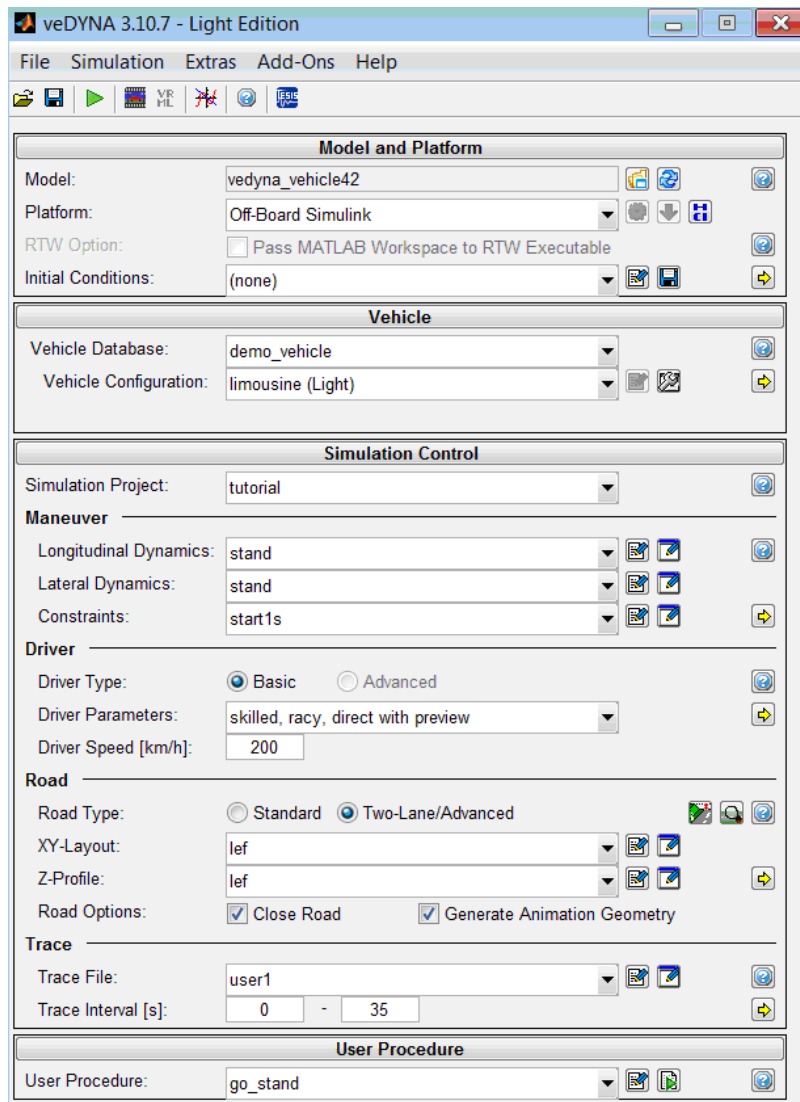 veDYNA 3.10.7 - Light Edition
File Simulation Extras Add-Ons Help
VR ML TESIS
Model and Platform
Model: vedyna_vehicle42
Platform: Off-Board Simulink
RTW Option: Pass MATLAB Workspace to RTW Executable
Initial Conditions: (none)
Vehicle
Vehicle Database: demo_vehicle
Vehicle Configuration: limousine (Light)
Simulation Control
Simulation Project: tutorial
Maneuver
Longitudinal Dynamics: stand
Lateral Dynamics: stand
Constraints: start1s
Driver
Driver Type: Basic Advanced
Driver Parameters: skilled, racy, direct with preview
Driver Speed [km/h]: 200
Road
Road Type: Standard Two-Lane/Advanced
XY-Layout: lef
Z-Profile: lef
Road Options: Close Road Generate Animation Geometry
Trace
Trace File: user1
Trace Interval [s]: 0 - 35
User Procedure
User Procedure: go_stand